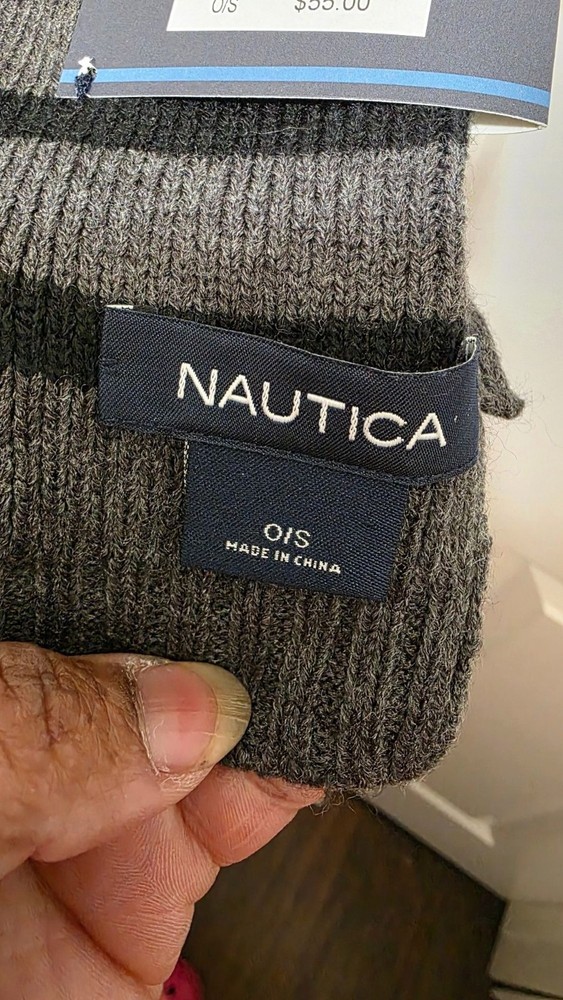 O/S $55.00
NAUTICA
O/S
MADE IN CHINA